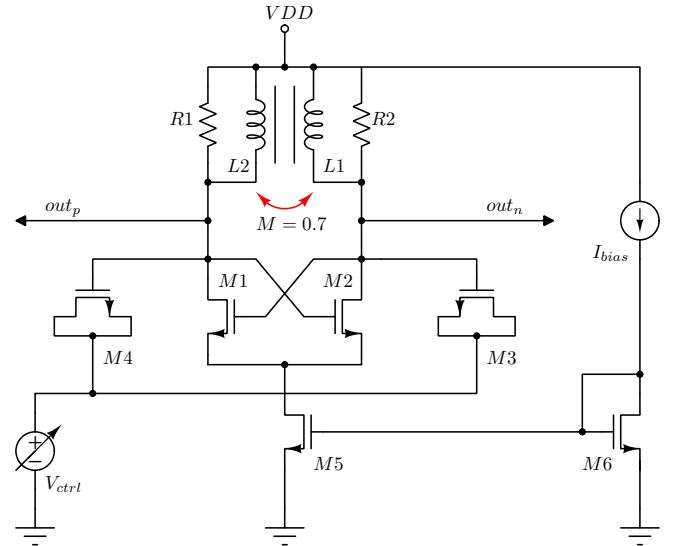 VDD
R1
R2
L2
L1
out_p
M = 0.7
out_n
I_bias
M1
M2
M4
M3
M5
M6
V_ctrl